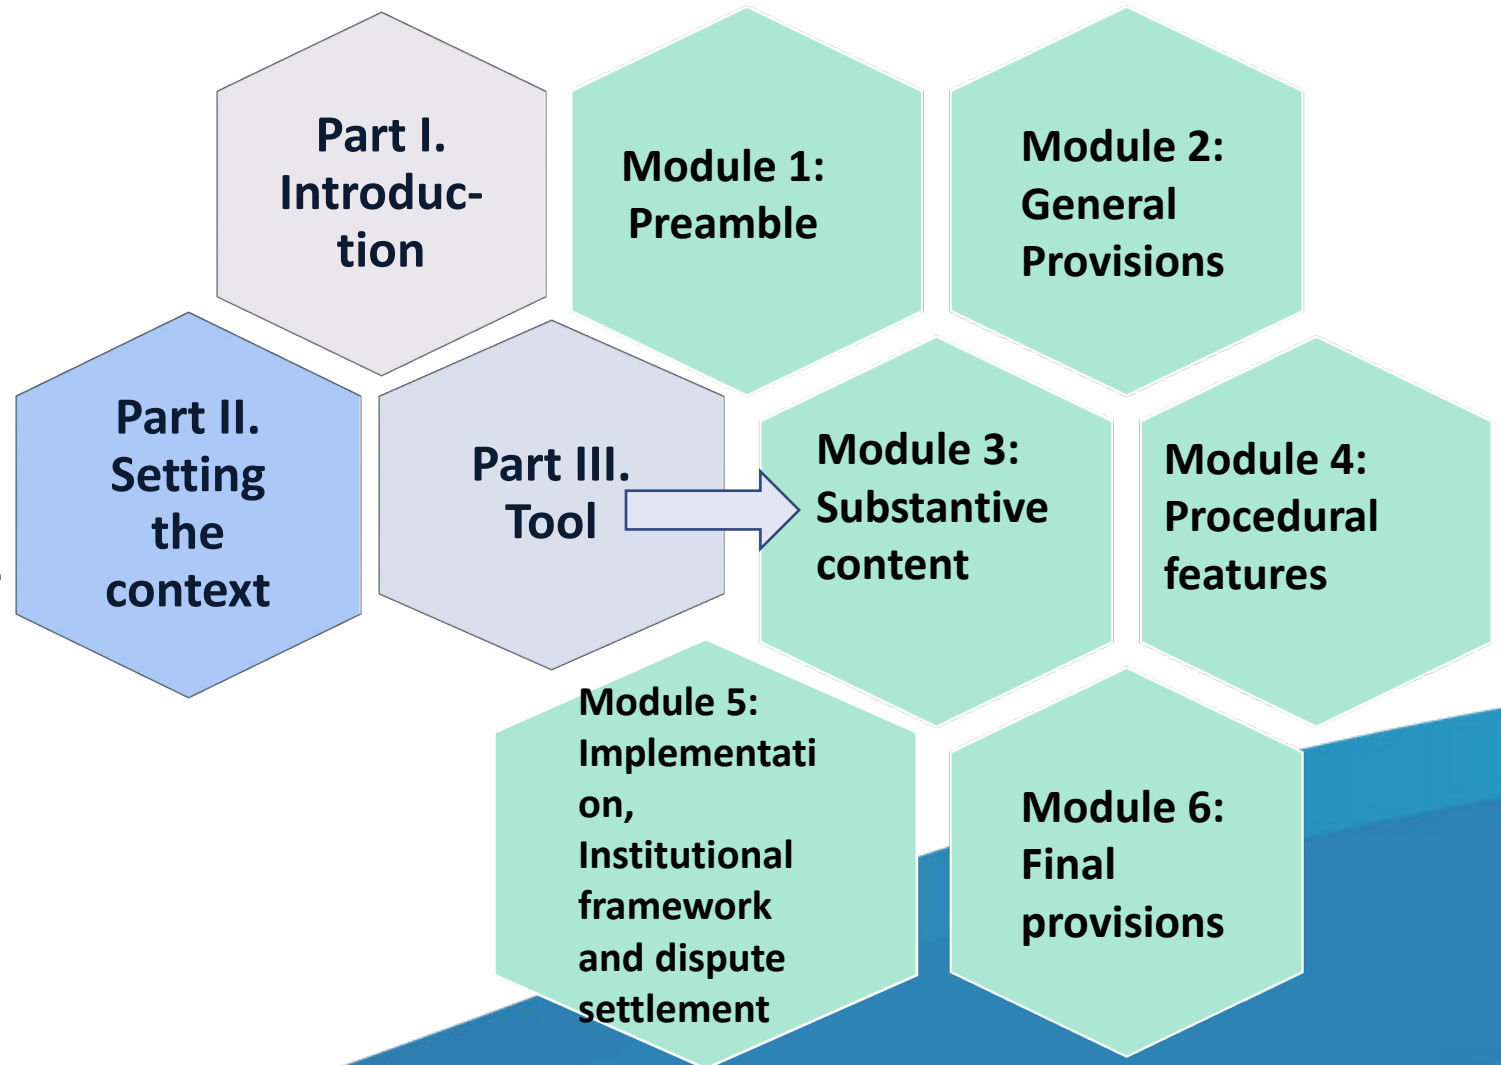 Part I.
Introduc-
tion
Module 1:
Preamble
Module 2:
General
Provisions
Part II.
Setting
the
context
Part III.
Tool
Module 3:
Substantive
content
Module 4:
Procedural
features
Module 5:
Implementati
on,
Institutional
framework
and dispute
settlement
Module 6:
Final
provisions